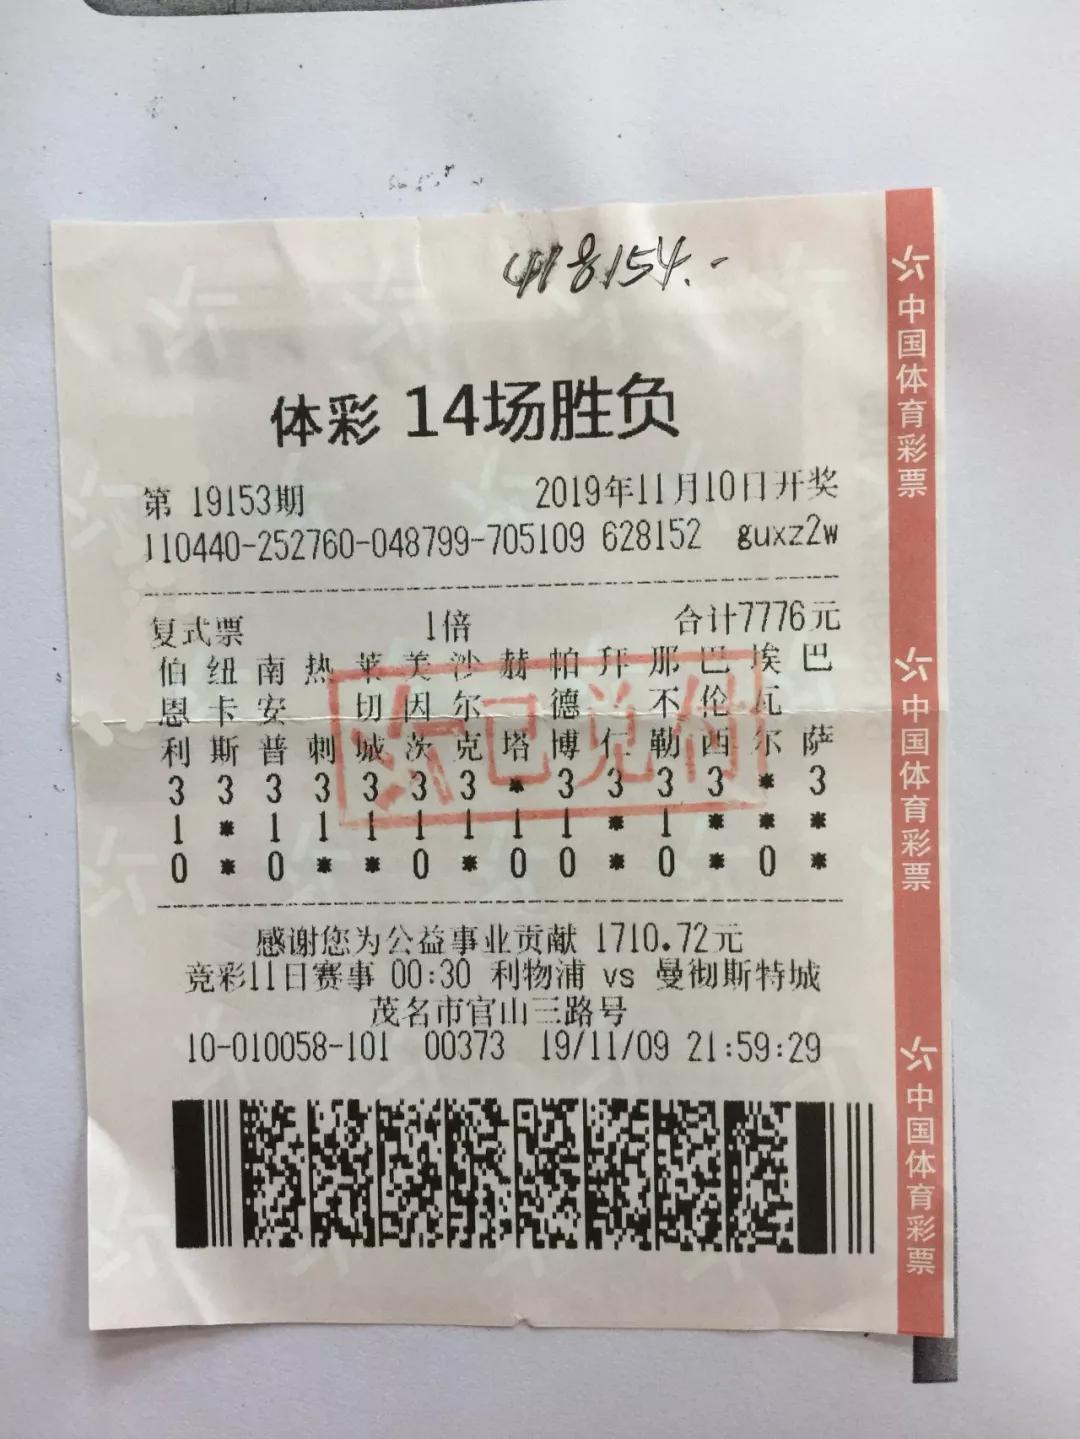 418154.-
体彩 14场胜负
第 19153期 2019年11月10日开奖
110440-252760-048799-705109 628152 guxz2w
复式票 1倍 合计7776元
伯 纽 南 热 莱 美 沙 赫 帕 拜 那 巴 埃 巴
恩 卡 安 切 因 尔 德 不 伦 瓦
利 斯 普 刺 城 茨 克 塔 博 仁 勒 西 尔 萨
3 3 3 3 3 3 3 * 3 3 3 3 * 3
1 * 1 1 1 1 1 1 1 * 1 * * *
0 * 0 * * 0 * 0 0 * 0 * 0 *
已兑付
感谢您为公益事业贡献 1710.72元
竞彩11日赛事 00:30 利物浦 vs 曼彻斯特城
茂名市官山三路号
10-010058-101 00373 19/11/09 21:59:29
中国体育彩票
中国体育彩票
中国体育彩票